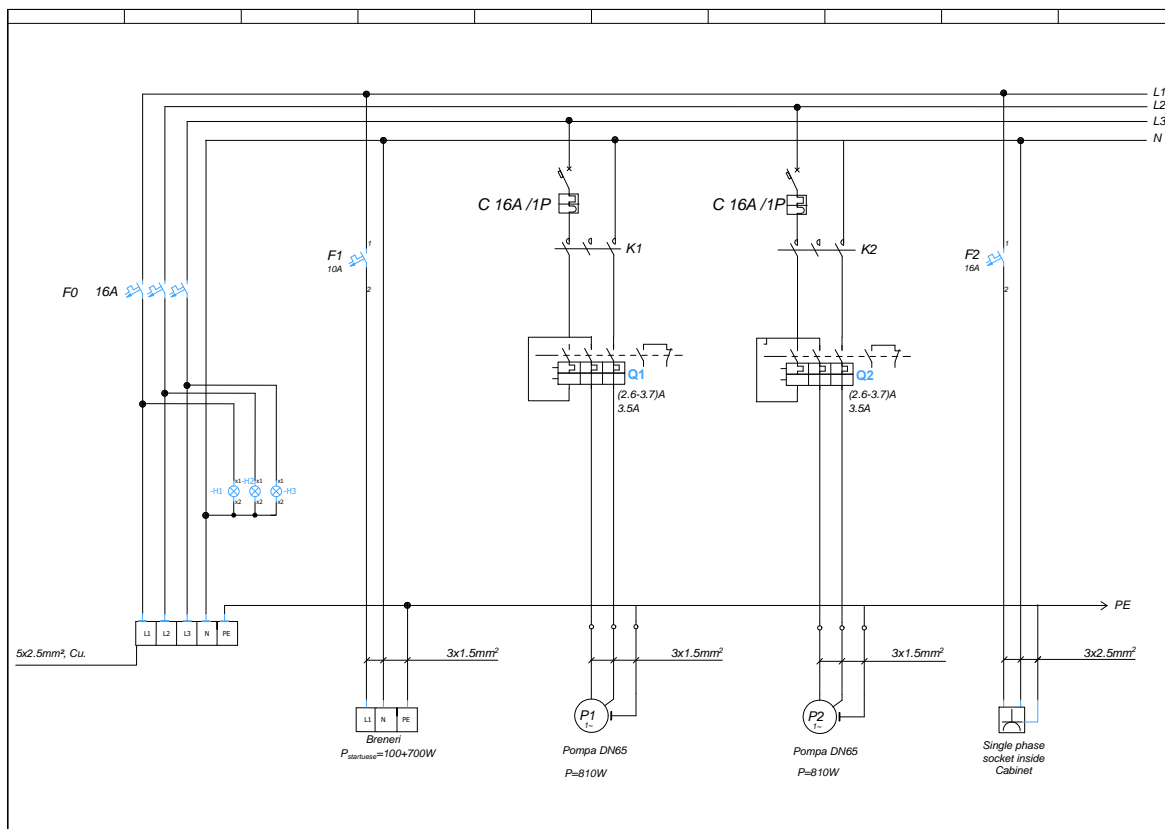 L1
L2
L3
N
C 16A /1P
C 16A /1P
K1
K2
F1
10A
1
2
F2
16A
1
2
F0 16A
Q1
(2.6-3.7)A
3.5A
Q2
(2.6-3.7)A
3.5A
-H1 x1 x2
-H2 x1 x2
-H3 x1 x2
PE
L1 L2 L3 N PE
5x2.5mm², Cu.
3x1.5mm²
3x1.5mm²
3x1.5mm²
3x2.5mm²
L1 N PE
Breneri
Pstartuese=100+700W
P1
1~
Pompa DN65
P=810W
P2
1~
Pompa DN65
P=810W
Single phase
socket inside
Cabinet